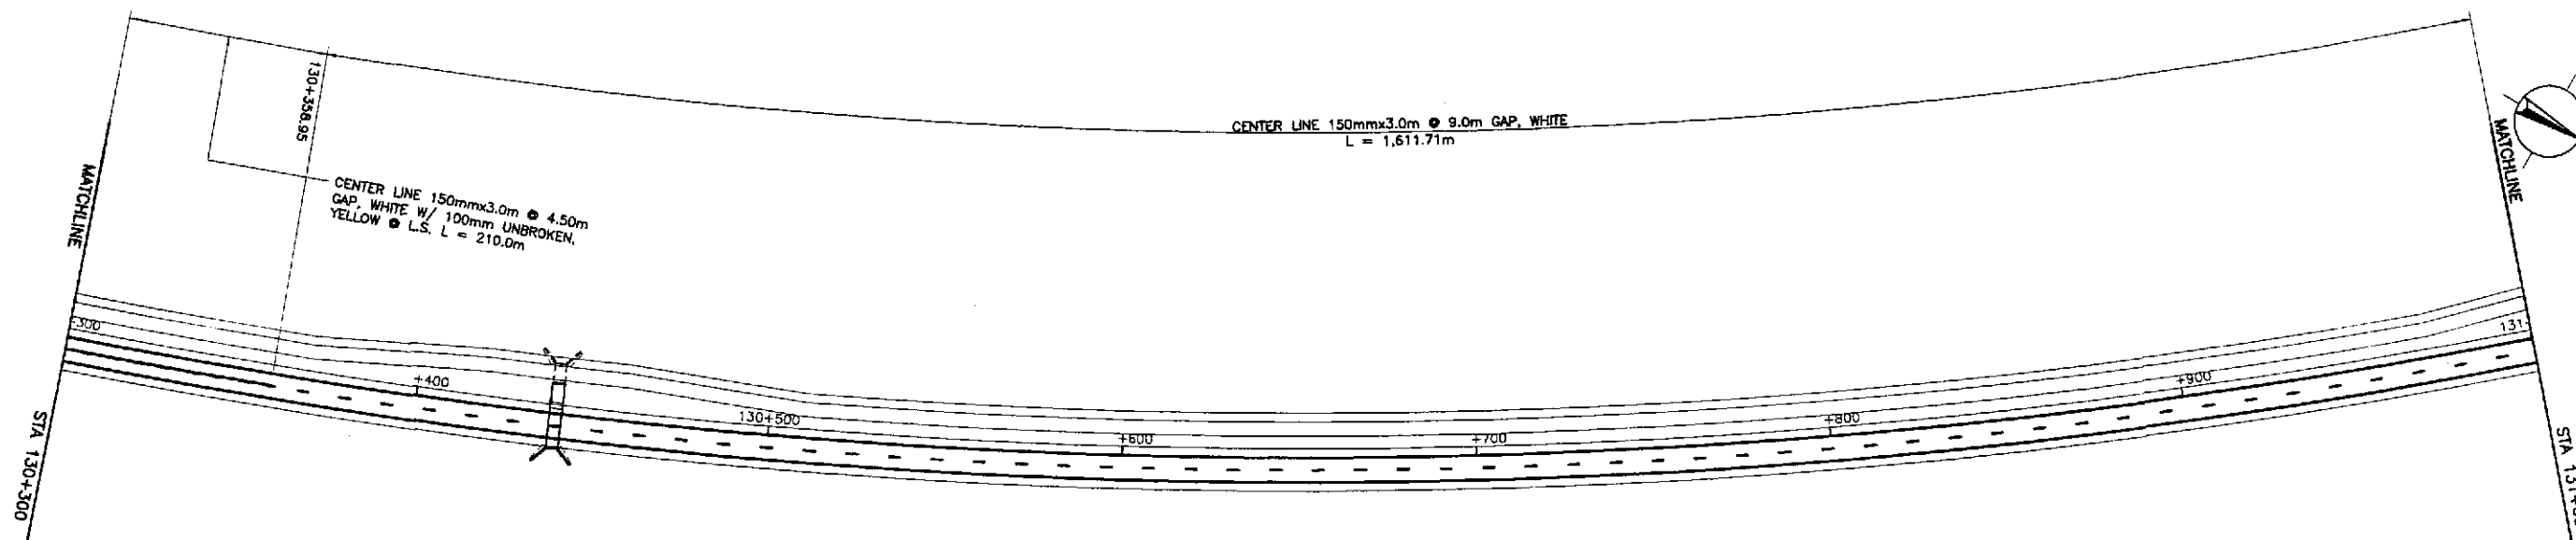 130+358.95
CENTER LINE 150mmx3.0m @ 9.0m GAP, WHITE
L = 1,611.71m
MATCHLINE
MATCHLINE
CENTER LINE 150mmx3.0m @ 4.50m
GAP, WHITE W/ 100mm UNBROKEN,
YELLOW @ L.S. L = 210.0m
+300
+400
130+500
+600
+700
+800
+900
131
STA 130+300
STA